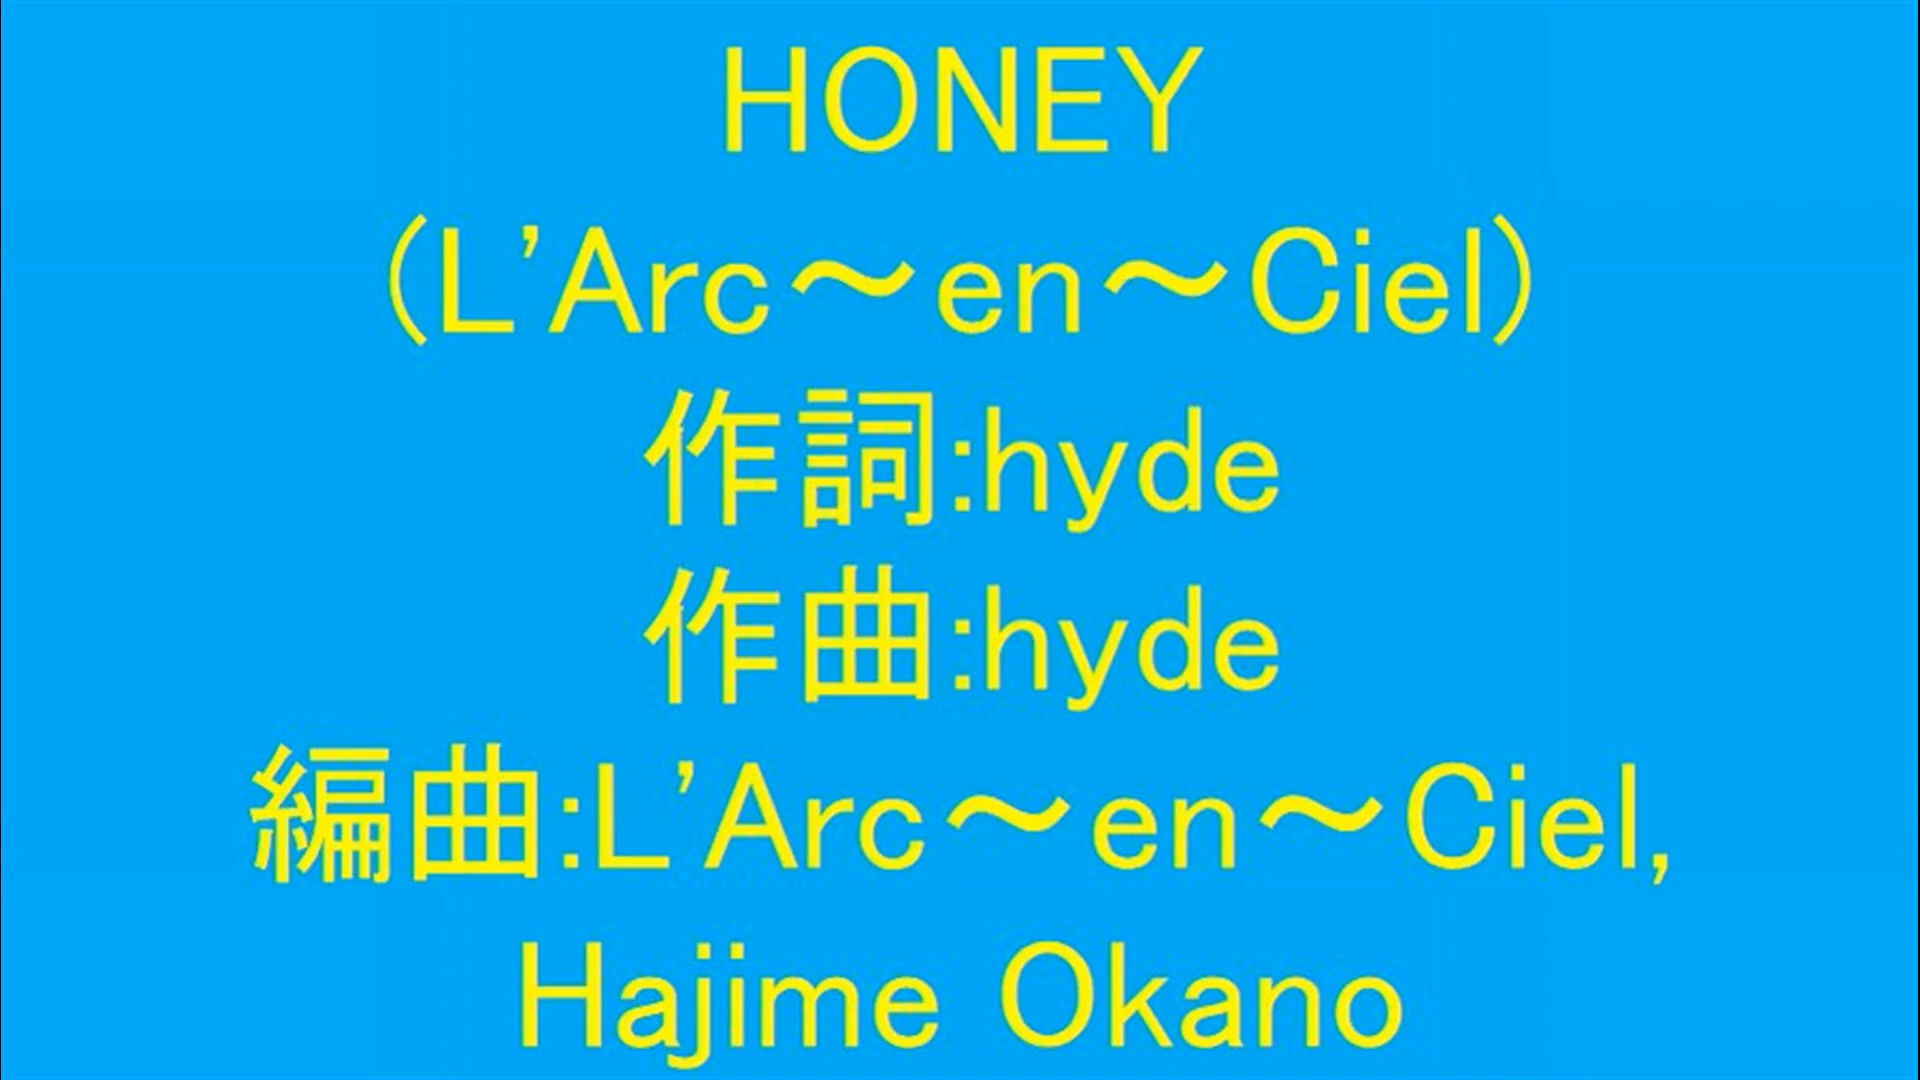 HONEY
(L'Arc～en～Ciel)
作詞:hyde
作曲:hyde
編曲:L'Arc～en～Ciel,
Hajime Okano